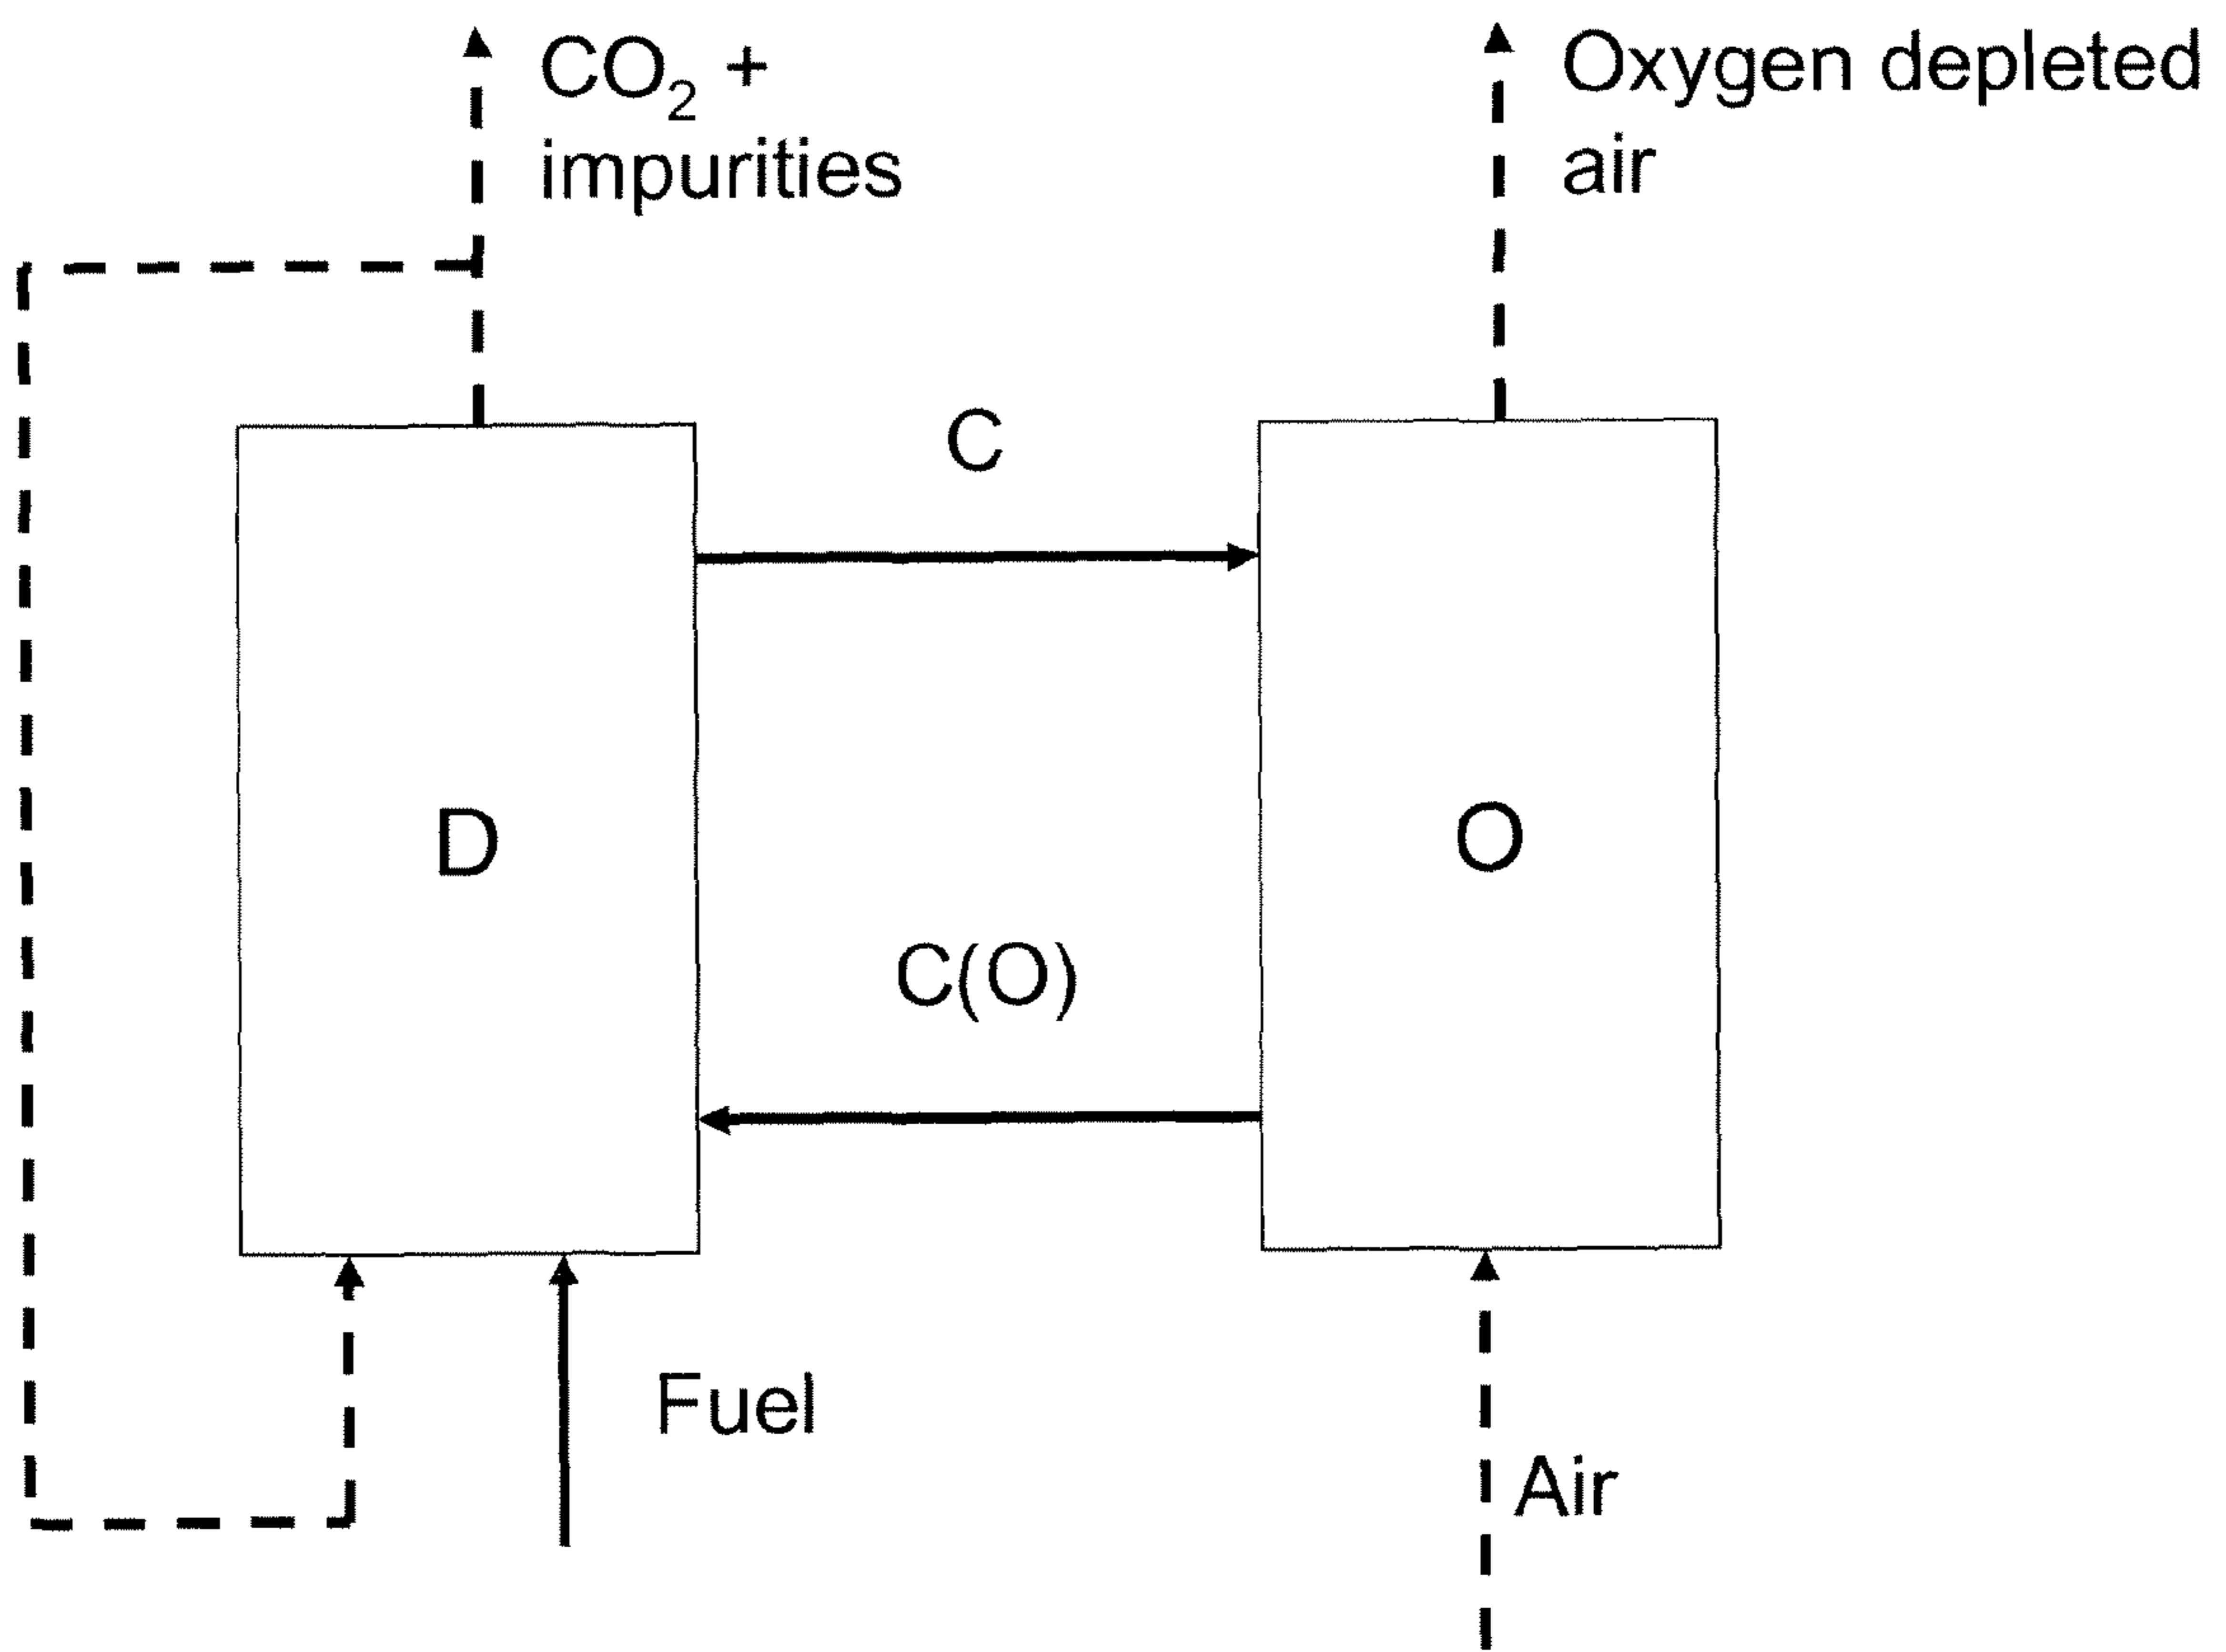 CO₂ +
impurities
Oxygen depleted
air
C
D
O
C(O)
Fuel
Air